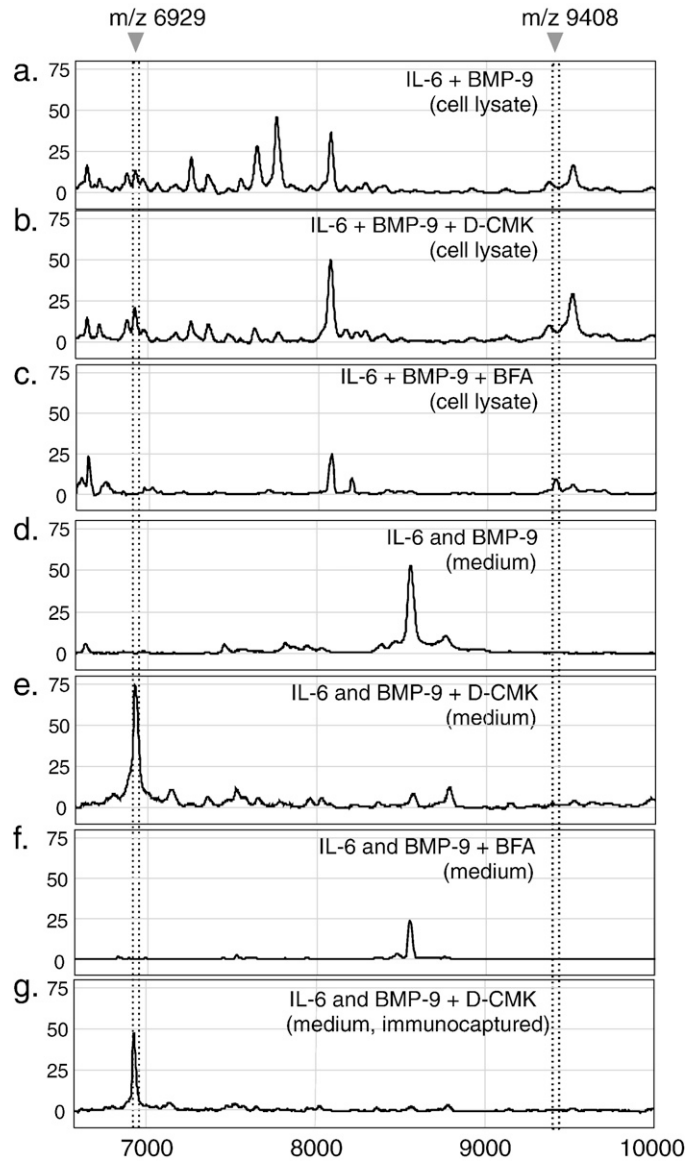 m/z 6929 m/z 9408
a. 75 IL-6 + BMP-9
50 (cell lysate)
25
0
b. 75 IL-6 + BMP-9 + D-CMK
50 (cell lysate)
25
0
c. 75 IL-6 + BMP-9 + BFA
50 (cell lysate)
25
0
d. 75 IL-6 and BMP-9
50 (medium)
25
0
e. 75 IL-6 and BMP-9 + D-CMK
50 (medium)
25
0
f. 75 IL-6 and BMP-9 + BFA
50 (medium)
25
0
g. 75 IL-6 and BMP-9 + D-CMK
50 (medium, immunocaptured)
25
0
7000 8000 9000 10000